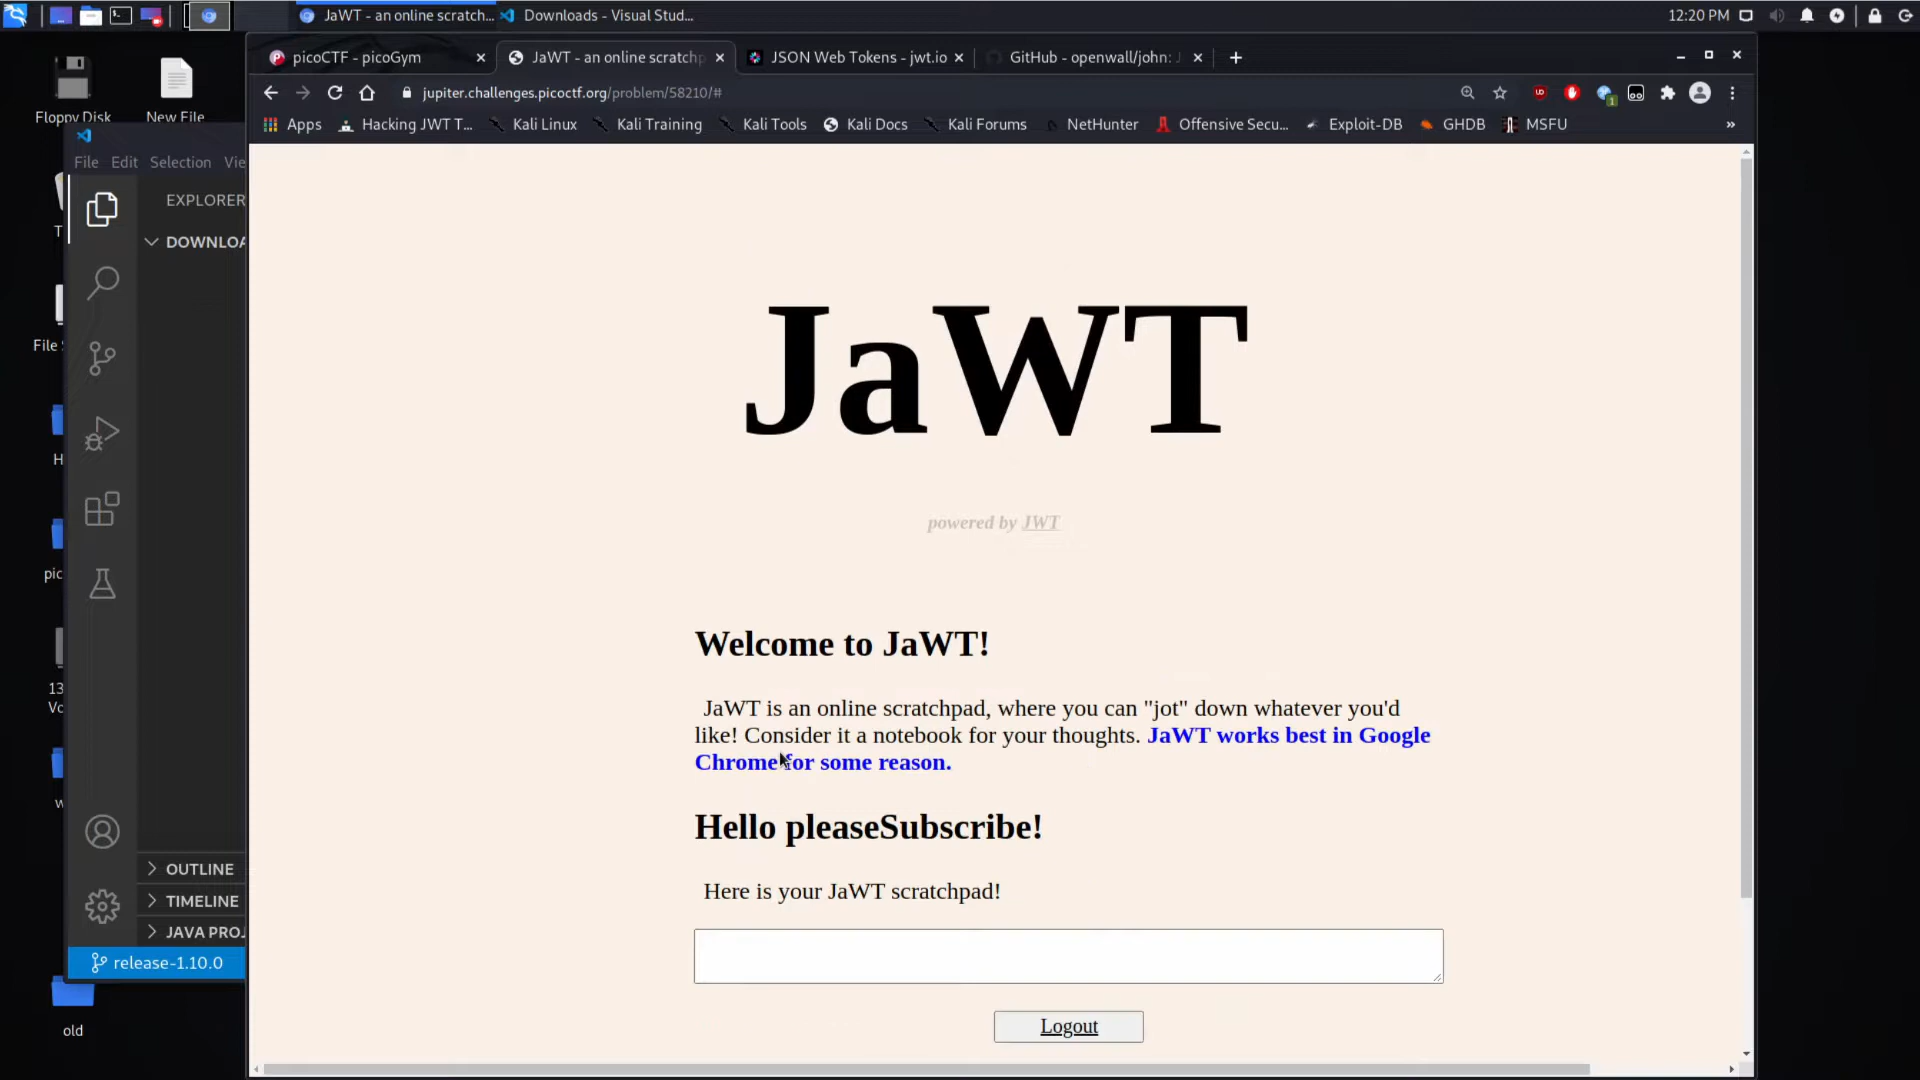 JaWT - an online scratch...
Downloads - Visual Stud...
12:20 PM
Floppy Disk
New File
File
old
File Edit Selection Vie
EXPLORER
DOWNLOA
OUTLINE
TIMELINE
JAVA PROJ
release-1.10.0
picoCTF - picoGym
JaWT - an online scratchp
JSON Web Tokens - jwt.io
GitHub - openwall/john: J
jupiter.challenges.picoctf.org/problem/58210/#
Apps
Hacking JWT T...
Kali Linux
Kali Training
Kali Tools
Kali Docs
Kali Forums
NetHunter
Offensive Secu...
Exploit-DB
GHDB
MSFU
»
JaWT
powered by JWT
Welcome to JaWT!
JaWT is an online scratchpad, where you can "jot" down whatever you'd
like! Consider it a notebook for your thoughts. JaWT works best in Google
Chrome for some reason.
Hello pleaseSubscribe!
Here is your JaWT scratchpad!
Logout